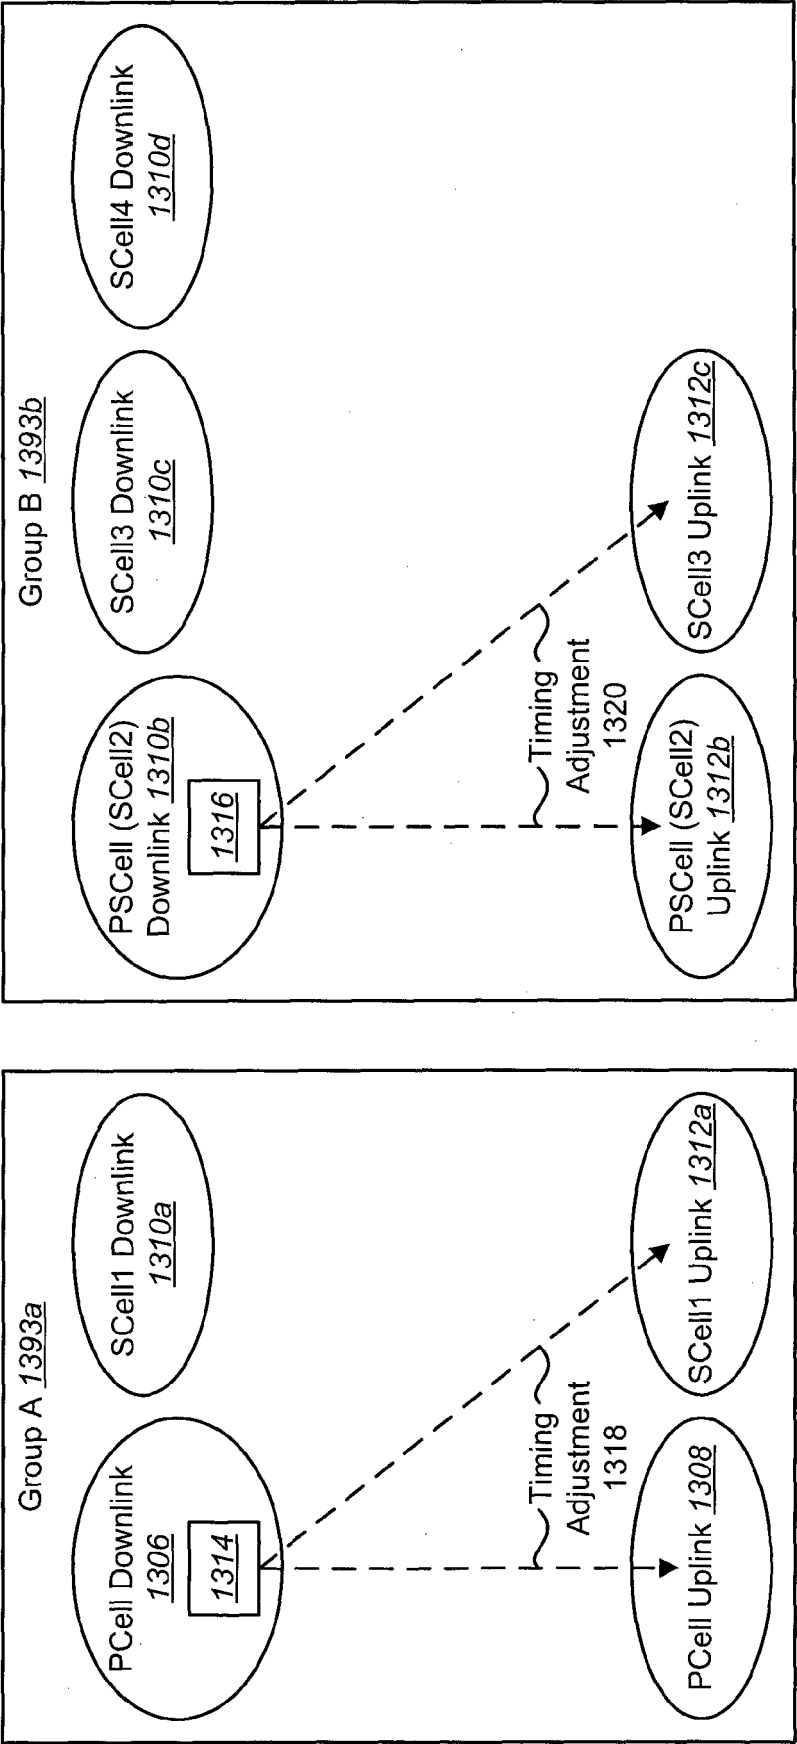 Group A 1393a
PCell Downlink
1306
1314
SCell1 Downlink
1310a
Timing
Adjustment
1318
PCell Uplink 1308
SCell1 Uplink 1312a
Group B 1393b
PSCell (SCell2)
Downlink 1310b
1316
SCell3 Downlink
1310c
SCell4 Downlink
1310d
Timing
Adjustment
1320
PSCell (SCell2)
Uplink 1312b
SCell3 Uplink 1312c